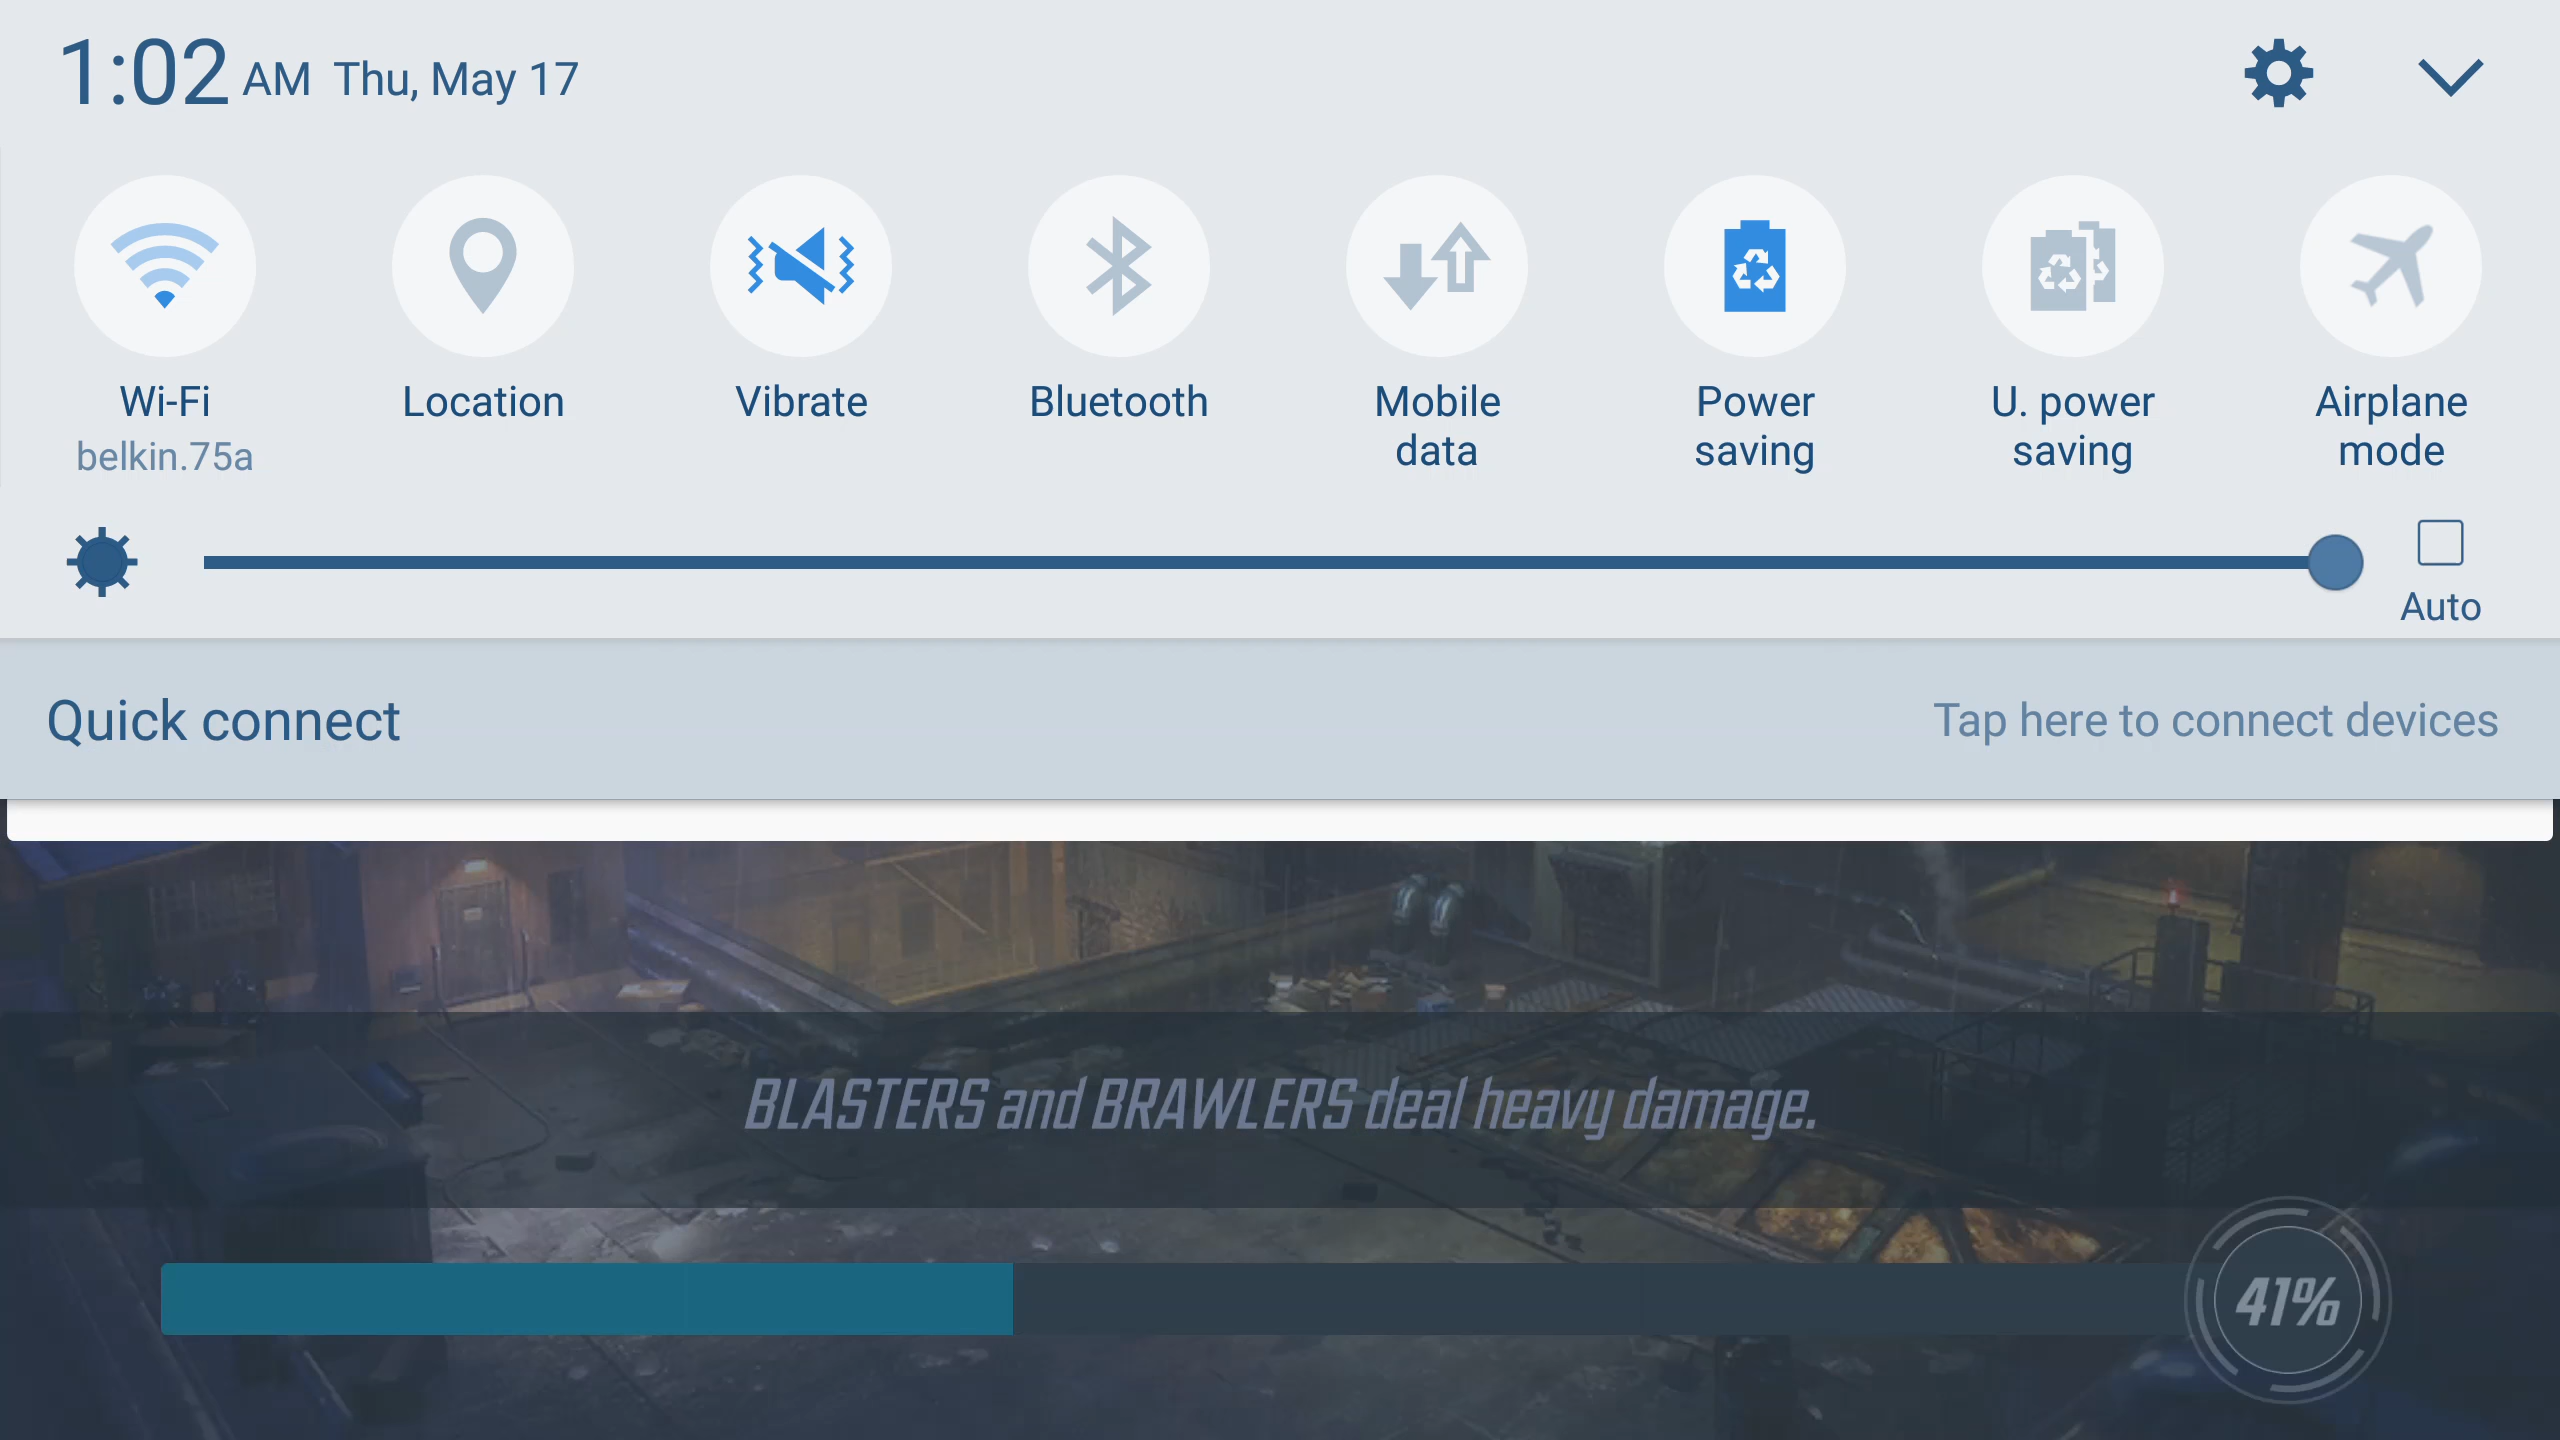 1:02 AM Thu, May 17
Wi-Fi
belkin.75a
Location
Vibrate
Bluetooth
Mobile
data
Power
saving
U. power
saving
Airplane
mode
Auto
Quick connect
Tap here to connect devices
BLASTERS and BRAWLERS deal heavy damage.
41%